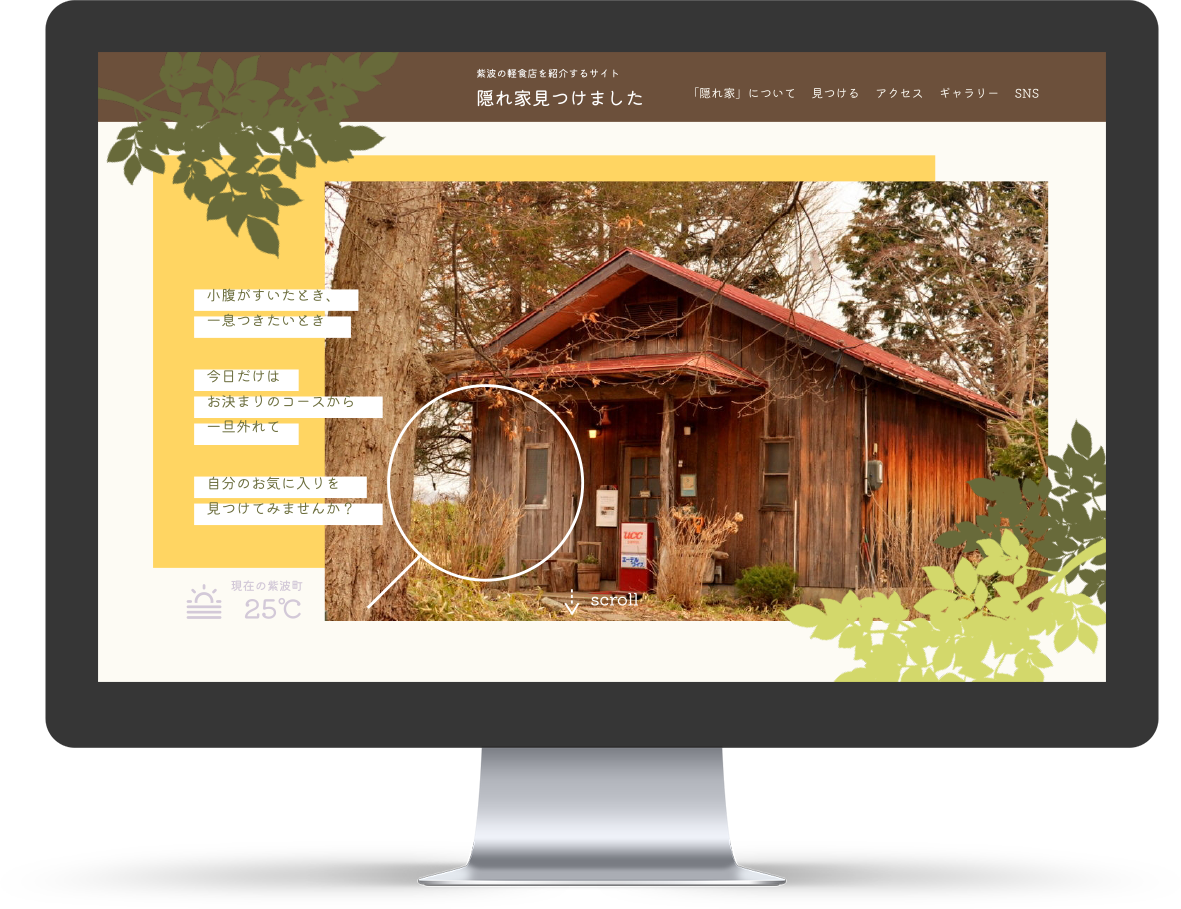 紫波の軽食店を紹介するサイト
隠れ家見つけました
「隠れ家」について 見つける アクセス ギャラリー SNS
小腹がすいたとき、
一息つきたいとき
今日だけは
お決まりのコースから
一旦外れて
自分のお気に入りを
見つけてみませんか？
現在の紫波町
25℃
ucc
scroll